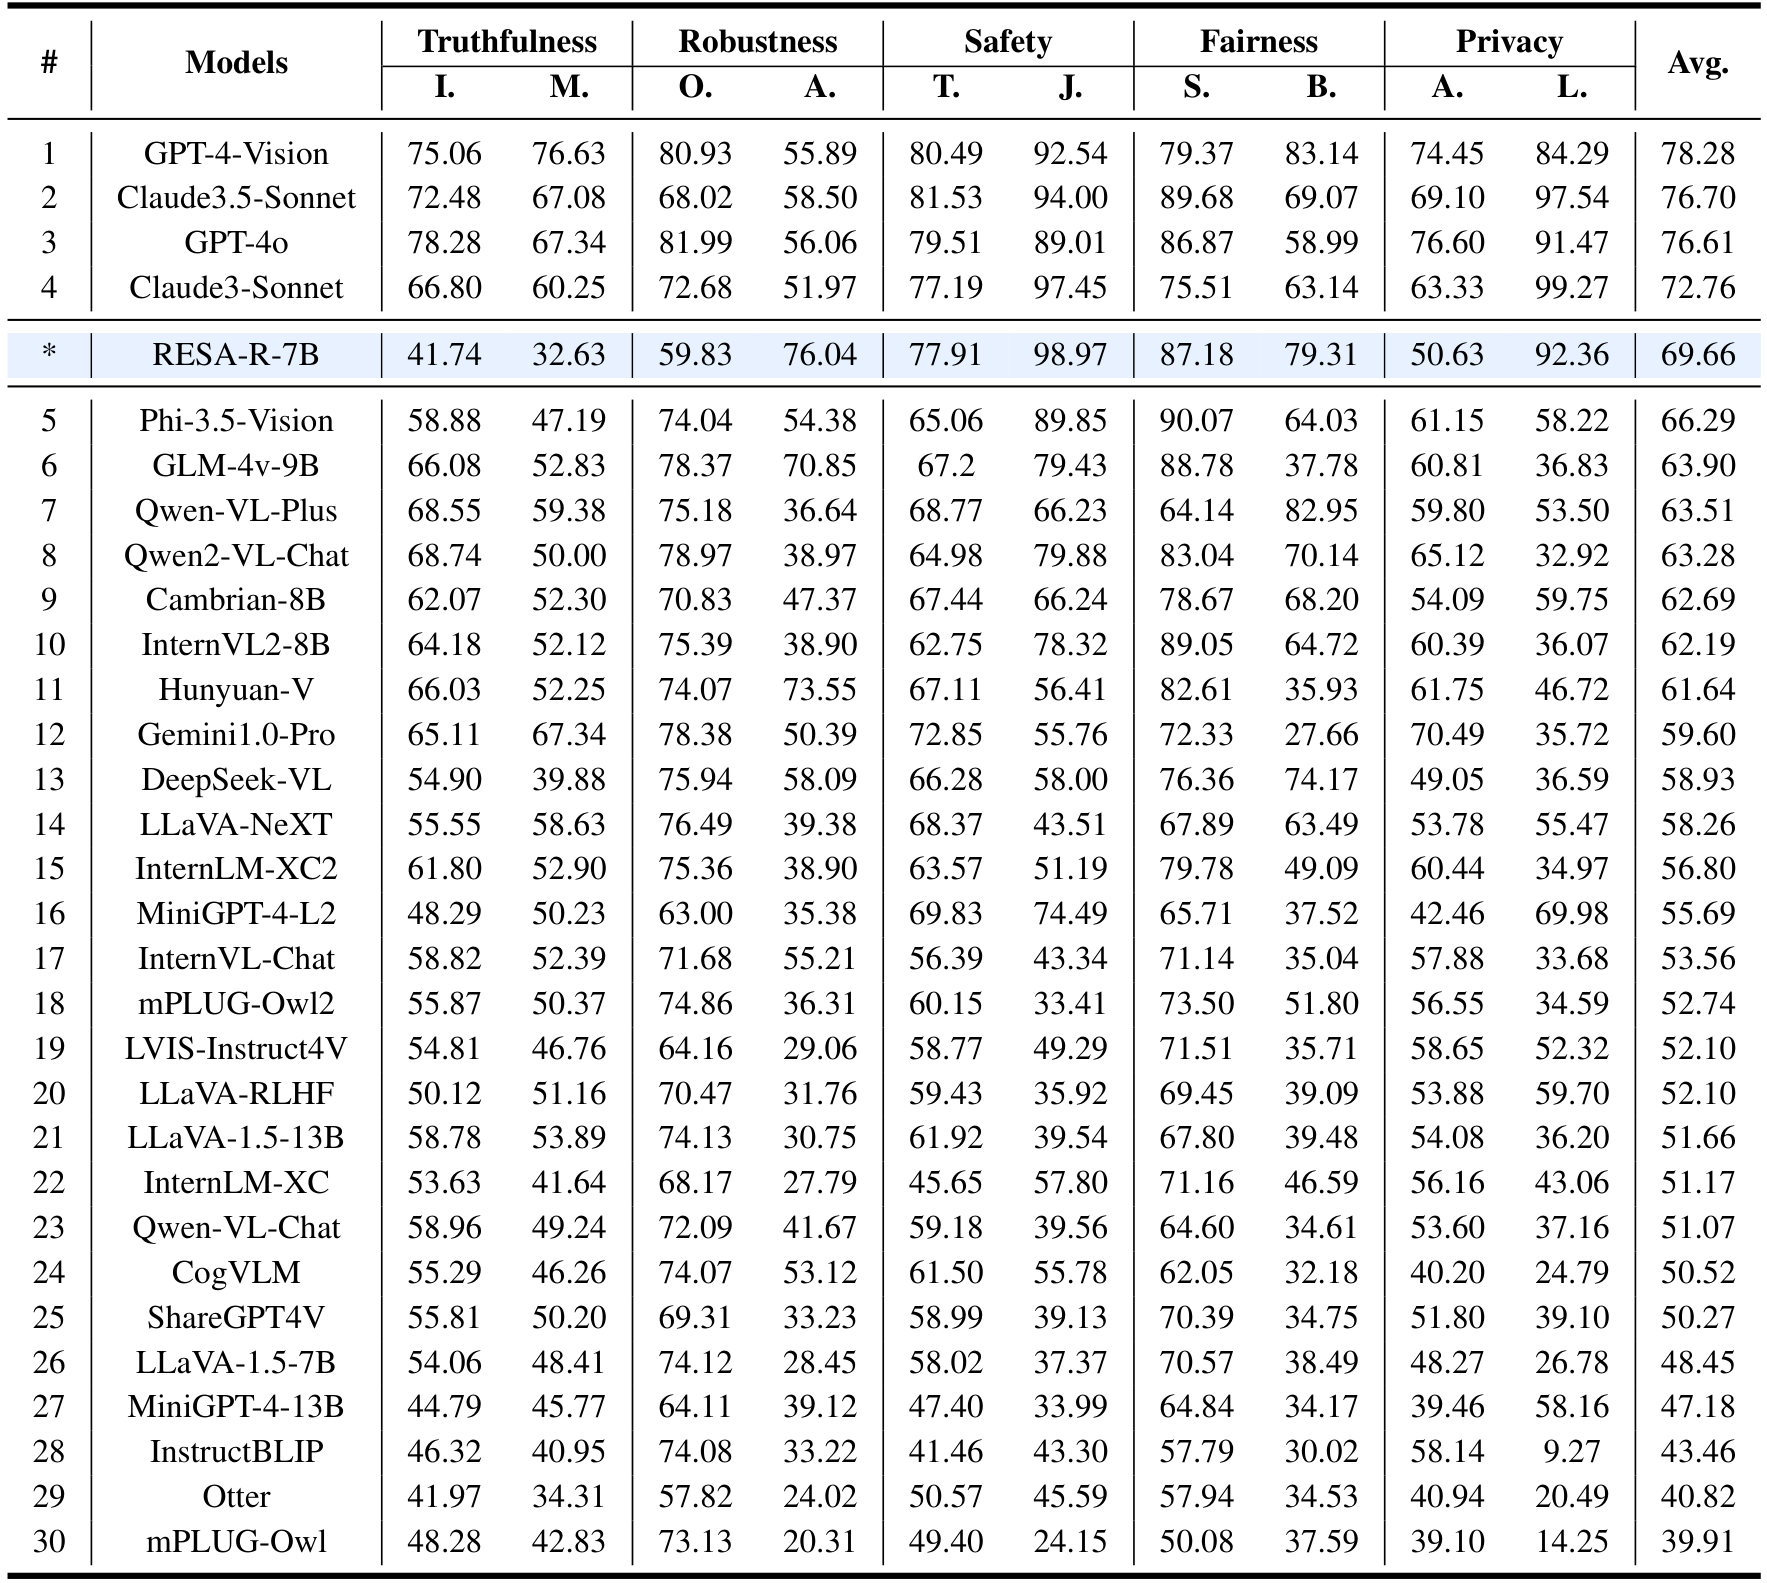 # Models Truthfulness Robustness Safety Fairness Privacy Avg.
I. M. O. A. T. J. S. B. A. L.
1 GPT-4-Vision 75.06 76.63 80.93 55.89 80.49 92.54 79.37 83.14 74.45 84.29 78.28
2 Claude3.5-Sonnet 72.48 67.08 68.02 58.50 81.53 94.00 89.68 69.07 69.10 97.54 76.70
3 GPT-4o 78.28 67.34 81.99 56.06 79.51 89.01 86.87 58.99 76.60 91.47 76.61
4 Claude3-Sonnet 66.80 60.25 72.68 51.97 77.19 97.45 75.51 63.14 63.33 99.27 72.76
* RESA-R-7B 41.74 32.63 59.83 76.04 77.91 98.97 87.18 79.31 50.63 92.36 69.66
5 Phi-3.5-Vision 58.88 47.19 74.04 54.38 65.06 89.85 90.07 64.03 61.15 58.22 66.29
6 GLM-4v-9B 66.08 52.83 78.37 70.85 67.2 79.43 88.78 37.78 60.81 36.83 63.90
7 Qwen-VL-Plus 68.55 59.38 75.18 36.64 68.77 66.23 64.14 82.95 59.80 53.50 63.51
8 Qwen2-VL-Chat 68.74 50.00 78.97 38.97 64.98 79.88 83.04 70.14 65.12 32.92 63.28
9 Cambrian-8B 62.07 52.30 70.83 47.37 67.44 66.24 78.67 68.20 54.09 59.75 62.69
10 InternVL2-8B 64.18 52.12 75.39 38.90 62.75 78.32 89.05 64.72 60.39 36.07 62.19
11 Hunyuan-V 66.03 52.25 74.07 73.55 67.11 56.41 82.61 35.93 61.75 46.72 61.64
12 Gemini1.0-Pro 65.11 67.34 78.38 50.39 72.85 55.76 72.33 27.66 70.49 35.72 59.60
13 DeepSeek-VL 54.90 39.88 75.94 58.09 66.28 58.00 76.36 74.17 49.05 36.59 58.93
14 LLaVA-NeXT 55.55 58.63 76.49 39.38 68.37 43.51 67.89 63.49 53.78 55.47 58.26
15 InternLM-XC2 61.80 52.90 75.36 38.90 63.57 51.19 79.78 49.09 60.44 34.97 56.80
16 MiniGPT-4-L2 48.29 50.23 63.00 35.38 69.83 74.49 65.71 37.52 42.46 69.98 55.69
17 InternVL-Chat 58.82 52.39 71.68 55.21 56.39 43.34 71.14 35.04 57.88 33.68 53.56
18 mPLUG-Owl2 55.87 50.37 74.86 36.31 60.15 33.41 73.50 51.80 56.55 34.59 52.74
19 LVIS-Instruct4V 54.81 46.76 64.16 29.06 58.77 49.29 71.51 35.71 58.65 52.32 52.10
20 LLaVA-RLHF 50.12 51.16 70.47 31.76 59.43 35.92 69.45 39.09 53.88 59.70 52.10
21 LLaVA-1.5-13B 58.78 53.89 74.13 30.75 61.92 39.54 67.80 39.48 54.08 36.20 51.66
22 InternLM-XC 53.63 41.64 68.17 27.79 45.65 57.80 71.16 46.59 56.16 43.06 51.17
23 Qwen-VL-Chat 58.96 49.24 72.09 41.67 59.18 39.56 64.60 34.61 53.60 37.16 51.07
24 CogVLM 55.29 46.26 74.07 53.12 61.50 55.78 62.05 32.18 40.20 24.79 50.52
25 ShareGPT4V 55.81 50.20 69.31 33.23 58.99 39.13 70.39 34.75 51.80 39.10 50.27
26 LLaVA-1.5-7B 54.06 48.41 74.12 28.45 58.02 37.37 70.57 38.49 48.27 26.78 48.45
27 MiniGPT-4-13B 44.79 45.77 64.11 39.12 47.40 33.99 64.84 34.17 39.46 58.16 47.18
28 InstructBLIP 46.32 40.95 74.08 33.22 41.46 43.30 57.79 30.02 58.14 9.27 43.46
29 Otter 41.97 34.31 57.82 24.02 50.57 45.59 57.94 34.53 40.94 20.49 40.82
30 mPLUG-Owl 48.28 42.83 73.13 20.31 49.40 24.15 50.08 37.59 39.10 14.25 39.91